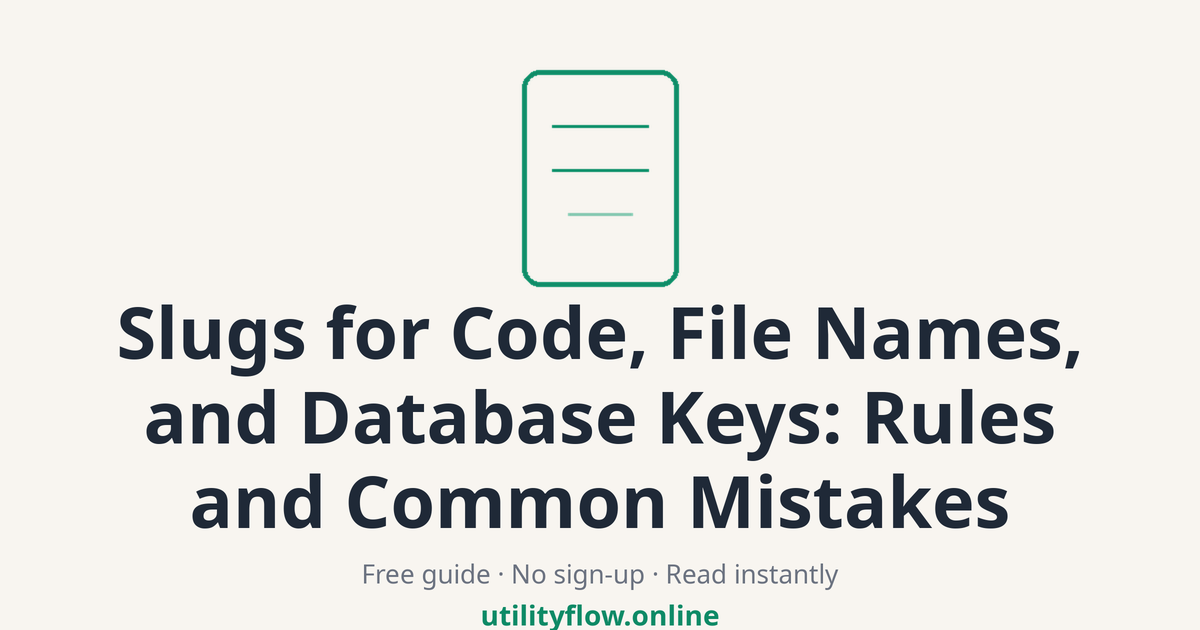 Slugs for Code, File Names,
and Database Keys: Rules
and Common Mistakes
Free guide · No sign-up · Read instantly
utilityflow.online